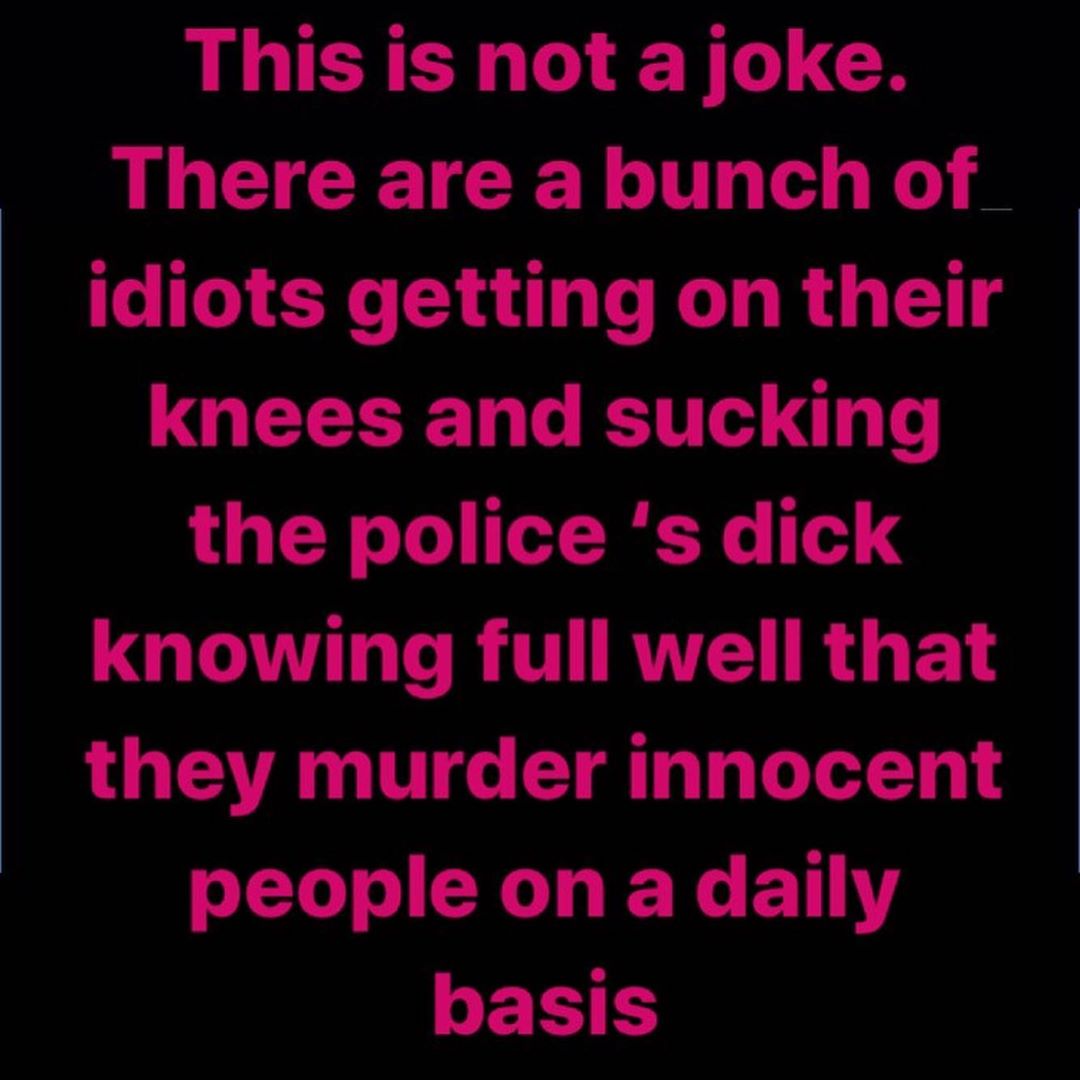 This is not a joke.
There are a bunch of
idiots getting on their
knees and sucking
the police ‘s dick
knowing full well that
they murder innocent
people on a daily
basis